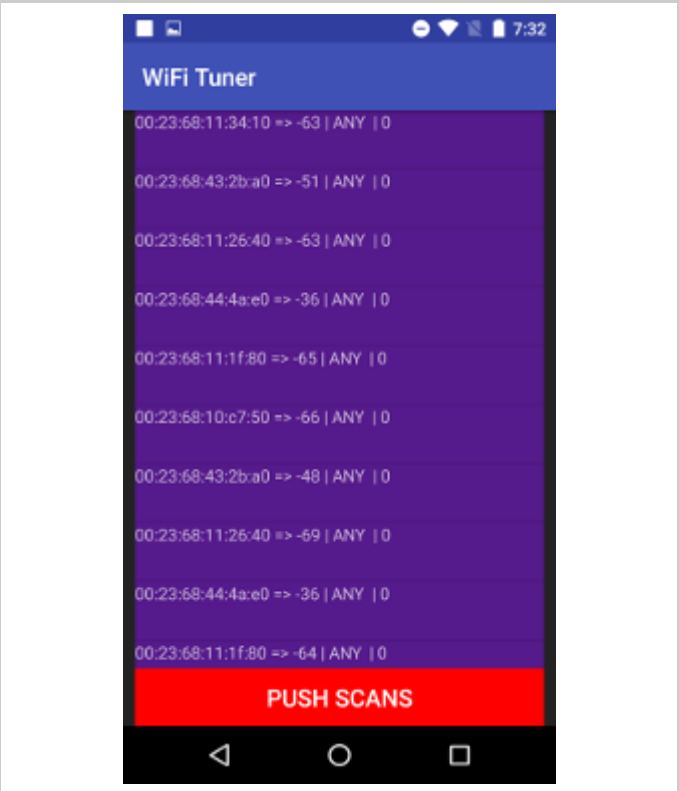 7:32
WiFi Tuner
00:23:68:11:34:10 => -63 | ANY | 0
00:23:68:43:2b:a0 => -51 | ANY | 0
00:23:68:11:26:40 => -63 | ANY | 0
00:23:68:44:4a:e0 => -36 | ANY | 0
00:23:68:11:1f:80 => -65 | ANY | 0
00:23:68:10:c7:50 => -66 | ANY | 0
00:23:68:43:2b:a0 => -48 | ANY | 0
00:23:68:11:26:40 => -69 | ANY | 0
00:23:68:44:4a:e0 => -36 | ANY | 0
00:23:68:11:1f:80 => -64 | ANY | 0
PUSH SCANS